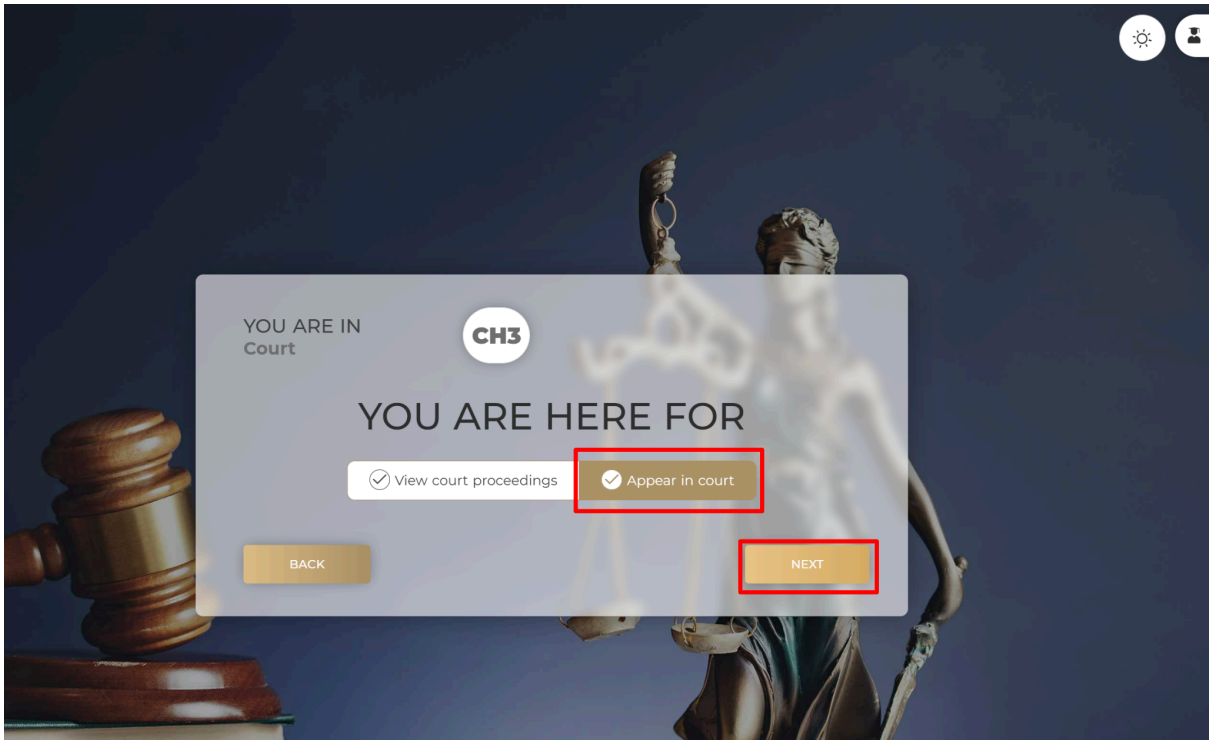 YOU ARE IN
Court
CH3
YOU ARE HERE FOR
View court proceedings
Appear in court
BACK
NEXT